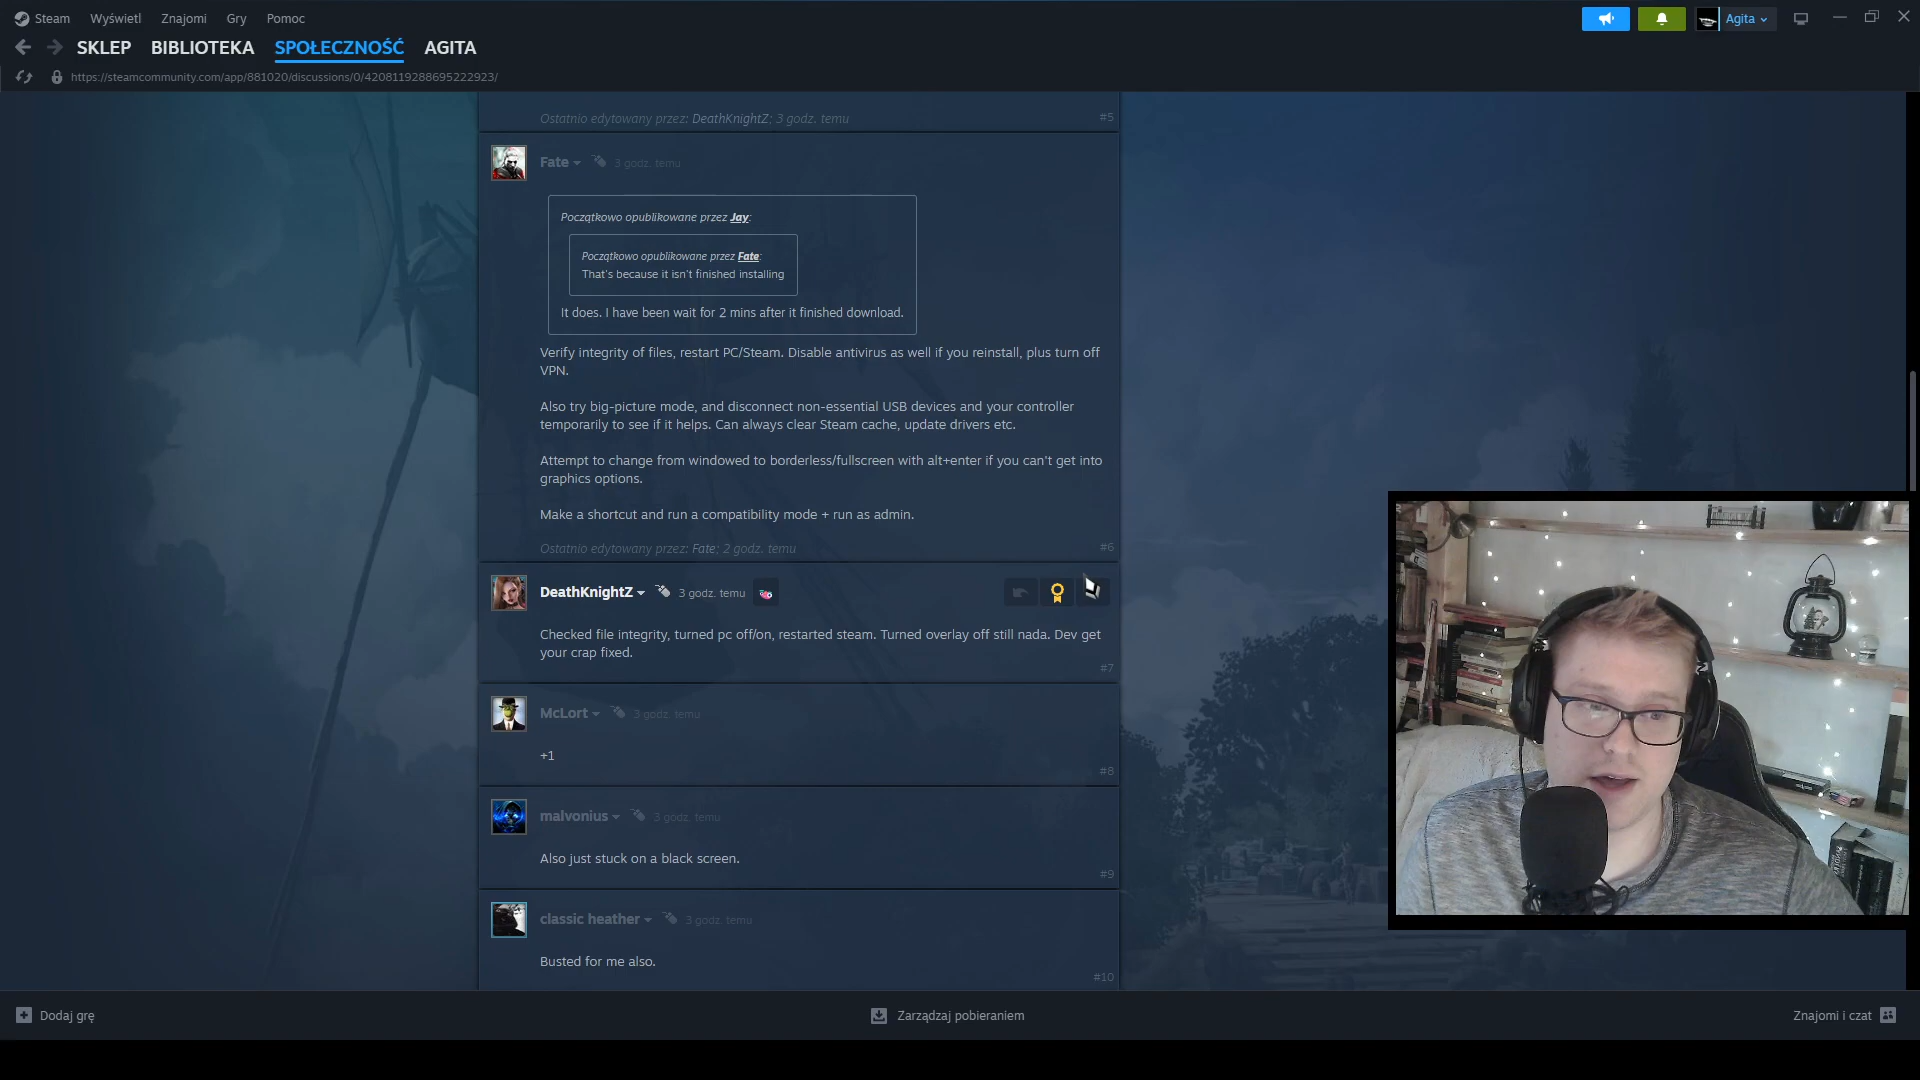 Steam Wyświetl Znajomi Gry Pomoc
Agita
SKLEP BIBLIOTEKA SPOŁECZNOŚĆ AGITA
https://steamcommunity.com/app/881020/discussions/0/4208119288695222923/
Ostatnio edytowany przez: DeathKnightZ; 3 godz. temu
#5
Fate 3 godz. temu
Początkowo opublikowane przez Jay:
Początkowo opublikowane przez Fate:
That's because it isn't finished installing
It does. I have been wait for 2 mins after it finished download.
Verify integrity of files, restart PC/Steam. Disable antivirus as well if you reinstall, plus turn off
VPN.
Also try big-picture mode, and disconnect non-essential USB devices and your controller
temporarily to see if it helps. Can always clear Steam cache, update drivers etc.
Attempt to change from windowed to borderless/fullscreen with alt+enter if you can't get into
graphics options.
Make a shortcut and run a compatibility mode + run as admin.
Ostatnio edytowany przez: Fate; 2 godz. temu
#6
DeathKnightZ 3 godz. temu
Checked file integrity, turned pc off/on, restarted steam. Turned overlay off still nada. Dev get
your crap fixed.
#7
McLort 3 godz. temu
+1
#8
malvonius 3 godz. temu
Also just stuck on a black screen.
#9
classic heather 3 godz. temu
Busted for me also.
#10
Dodaj grę
Zarządzaj pobieraniem
Znajomi i czat